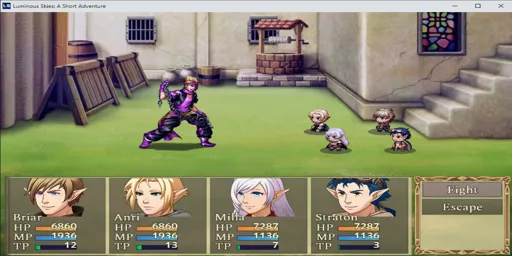 Luminous Skies: A Short Adventure
Briar
HP 6860
MP 1936
TP 12
Anri
HP 6860
MP 1936
TP 13
HP 7287
MP 1136
TP 7
Straton
HP 7287
MP 1136
TP 3
Fight
Escape